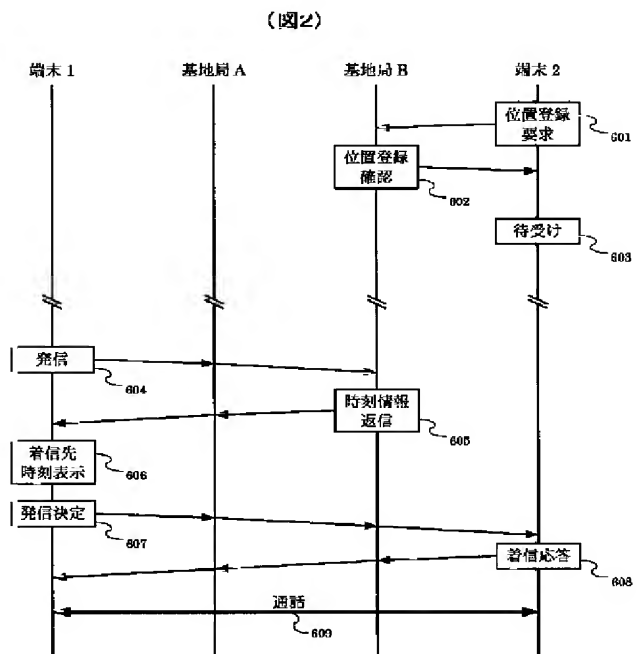 （図2）
端末 1
基地局 A
基地局 B
端末 2
位置登録
要求
601
位置登録
確認
602
待受け
603
発信
604
時刻情報
返信
605
着信先
時刻表示
606
発信決定
607
着信応答
608
通話
609